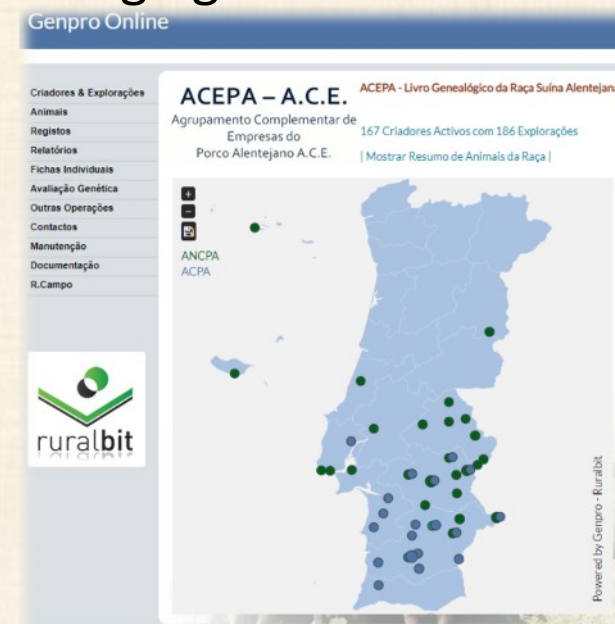 Genpro Online
Criadores & Explorações
Animais
Registos
Relatórios
Fichas Individuais
Avaliação Genética
Outras Operações
Contactos
Manutenção
Documentação
R.Campo
ruralbit
ACEPA – A.C.E.
Agrupamento Complementar de
Empresas do
Porco Alentejano A.C.E.
ACEPA - Livro Genealógico da Raça Suína Alentejana
167 Criadores Activos com 186 Explorações
| Mostrar Resumo de Animais da Raça |
+
−
ANCPA
ACPA
Powered by Genpro - Ruralbit